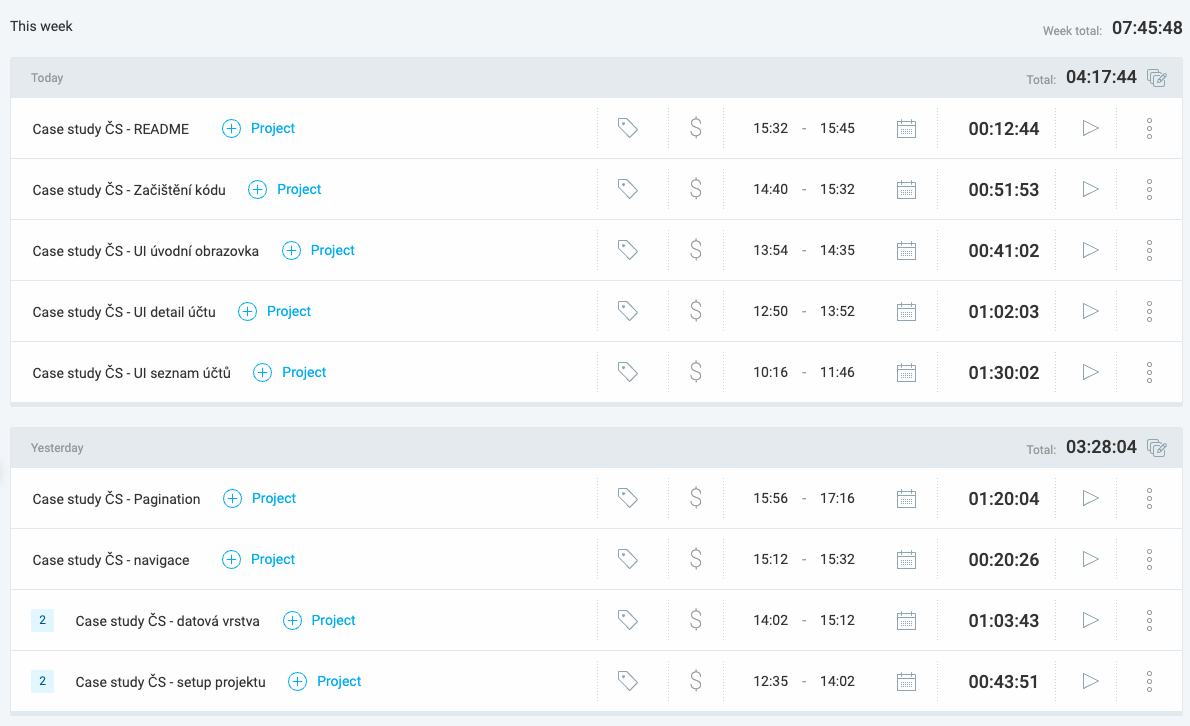 This week Week total: 07:45:48
Today Total: 04:17:44
Case study ČS - README Project $ 15:32 - 15:45 00:12:44
Case study ČS - Začištění kódu Project $ 14:40 - 15:32 00:51:53
Case study ČS - UI úvodní obrazovka Project $ 13:54 - 14:35 00:41:02
Case study ČS - UI detail účtu Project $ 12:50 - 13:52 01:02:03
Case study ČS - UI seznam účtů Project $ 10:16 - 11:46 01:30:02
Yesterday Total: 03:28:04
Case study ČS - Pagination Project $ 15:56 - 17:16 01:20:04
Case study ČS - navigace Project $ 15:12 - 15:32 00:20:26
2 Case study ČS - datová vrstva Project $ 14:02 - 15:12 01:03:43
2 Case study ČS - setup projektu Project $ 12:35 - 14:02 00:43:51